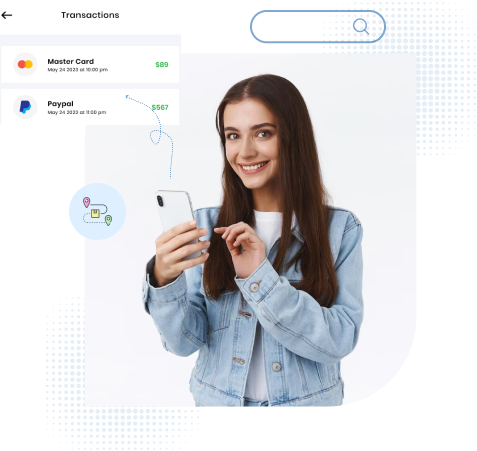 Transactions
Master Card
$89
May 24 2023 at 10:00 pm
Paypal
$567
May 24 2023 at 11:00 pm